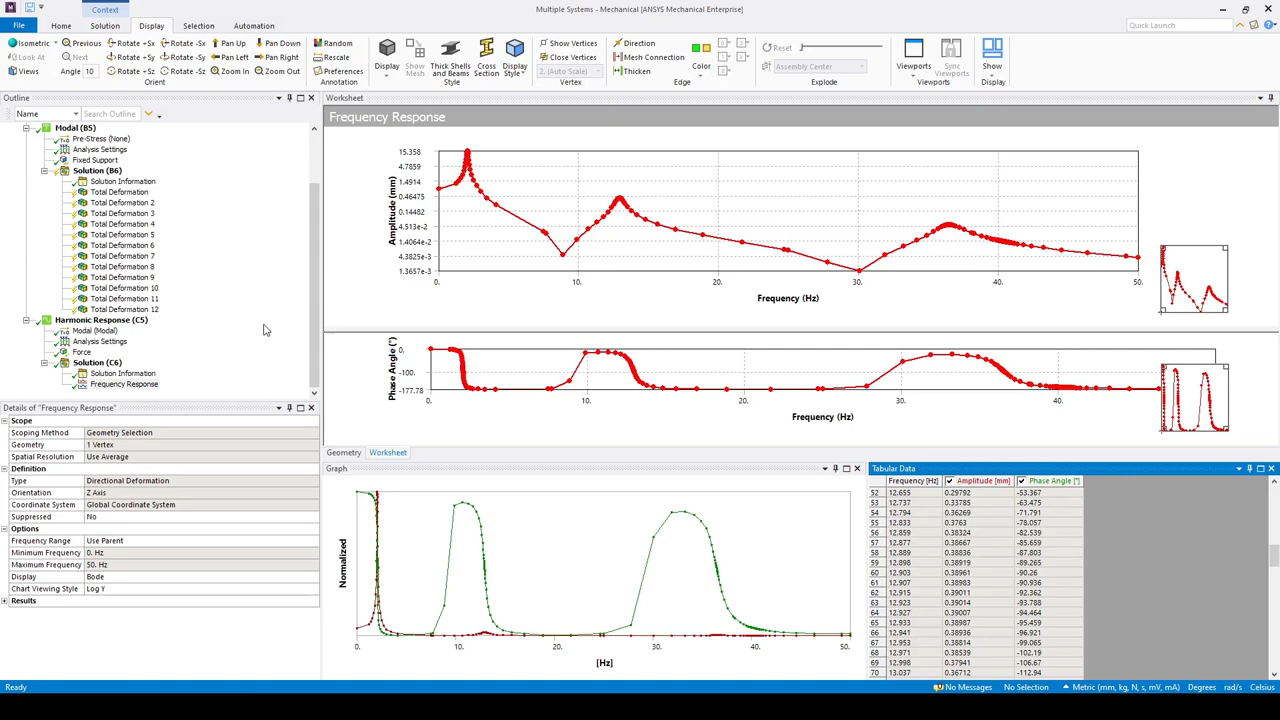 Context
Multiple Systems - Mechanical [ANSYS Mechanical Enterprise]
File Home Solution Display Selection Automation
Quick Launch
Isometric Previous Rotate +Sx Rotate -Sx Pan Up Pan Down
Look At Next Rotate +Sy Rotate -Sy Pan Left Pan Right
Views Angle 10 Rotate +Sz Rotate -Sz Zoom In Zoom Out
Orient
Random
Rescale
Preferences
Annotation
Display
Show Mesh
Thick Shells and Beams
Cross Section
Display Style
Style
Show Vertices
Close Vertices
2. (Auto Scale)
Vertex
Direction
Mesh Connection
Thicken
Color
Edge
Reset
Assembly Center
Explode
Viewports
Sync Viewports
Viewports
Show
Display
Outline
Name Search Outline
Modal (B5)
Pre-Stress (None)
Analysis Settings
Fixed Support
Solution (B6)
Solution Information
Total Deformation
Total Deformation 2
Total Deformation 3
Total Deformation 4
Total Deformation 5
Total Deformation 6
Total Deformation 7
Total Deformation 8
Total Deformation 9
Total Deformation 10
Total Deformation 11
Total Deformation 12
Harmonic Response (C5)
Modal (Modal)
Analysis Settings
Force
Solution (C6)
Solution Information
Frequency Response
Details of "Frequency Response"
Scope
Scoping Method Geometry Selection
Geometry 1 Vertex
Spatial Resolution Use Average
Definition
Type Directional Deformation
Orientation Z Axis
Coordinate System Global Coordinate System
Suppressed No
Options
Frequency Range Use Parent
Minimum Frequency 0. Hz
Maximum Frequency 50. Hz
Display Bode
Chart Viewing Style Log Y
Results
Worksheet
Frequency Response
Amplitude (mm)
15.358
4.7859
1.4914
0.46475
0.14482
4.513e-2
1.4064e-2
4.3825e-3
1.3657e-3
0. 10. 20. 30. 40. 50.
Frequency (Hz)
Phase Angle (°)
0.
-100.
-177.78
0. 10. 20. 30. 40.
Frequency (Hz)
Geometry Worksheet
Graph
Normalized
0. 10. 20. 30. 40. 50.
[Hz]
Tabular Data
Frequency [Hz] Amplitude [mm] Phase Angle [°]
52 12.655 0.29792 -53.367
53 12.737 0.33785 -63.475
54 12.794 0.36269 -71.791
55 12.833 0.3763 -78.057
56 12.859 0.38324 -82.539
57 12.877 0.38667 -85.659
58 12.889 0.38836 -87.803
59 12.898 0.38919 -89.265
60 12.903 0.38961 -90.26
61 12.907 0.38983 -90.936
62 12.915 0.39011 -92.362
63 12.923 0.39014 -93.788
64 12.927 0.39007 -94.464
65 12.933 0.38987 -95.459
66 12.941 0.38936 -96.921
67 12.953 0.38814 -99.065
68 12.971 0.38539 -102.19
69 12.998 0.37941 -106.67
70 13.037 0.36712 -112.94
Ready
No Messages No Selection Metric (mm, kg, N, s, mV, mA) Degrees rad/s Celsius